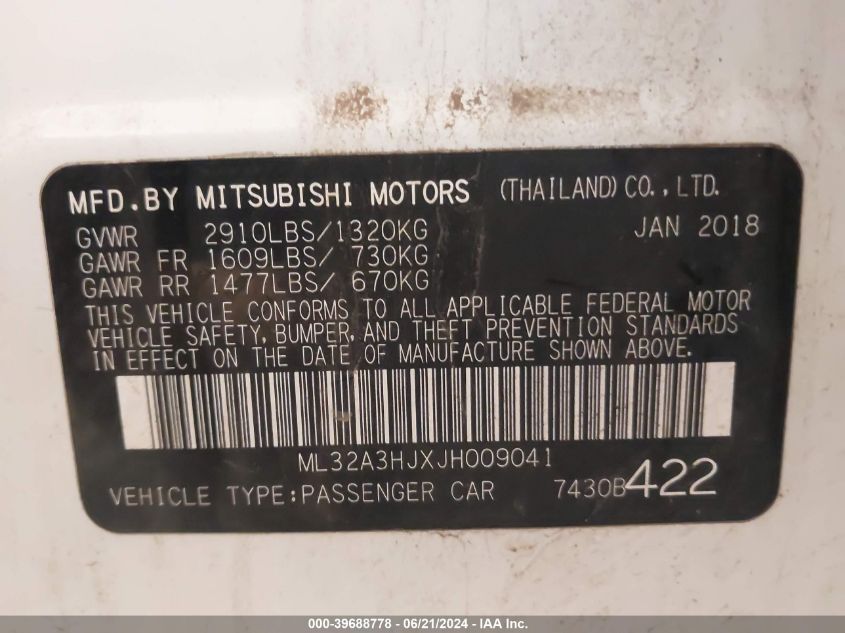 MFD.BY MITSUBISHI MOTORS (THAILAND) CO., LTD.
GVWR 2910LBS/1320KG JAN 2018
GAWR FR 1609LBS/ 730KG
GAWR RR 1477LBS/ 670KG
THIS VEHICLE CONFORMS TO ALL APPLICABLE FEDERAL MOTOR
VEHICLE SAFETY, BUMPER, AND THEFT PREVENTION STANDARDS
IN EFFECT ON THE DATE OF MANUFACTURE SHOWN ABOVE.
ML32A3HJXJH009041
VEHICLE TYPE:PASSENGER CAR 7430B422
000-39688778 - 06/21/2024 - IAA Inc.